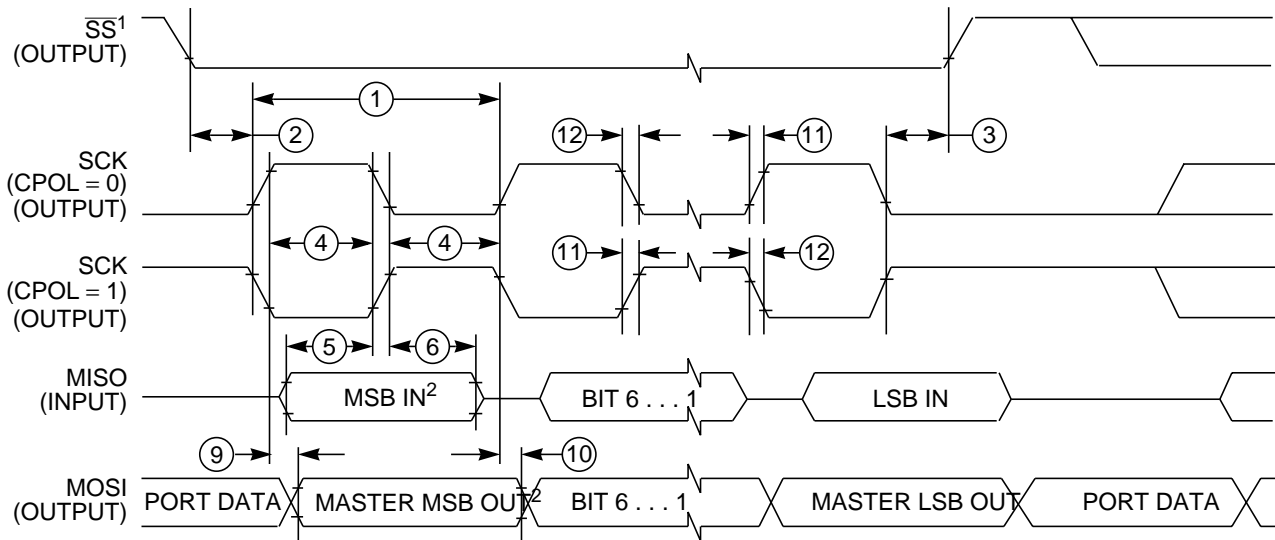 SS¹
(OUTPUT)
1
2
12
11
3
SCK
(CPOL = 0)
(OUTPUT)
4
4
11
12
SCK
(CPOL = 1)
(OUTPUT)
5
6
MISO
(INPUT)
MSB IN²
BIT 6 . . . 1
LSB IN
9
10
MOSI
(OUTPUT)
PORT DATA
MASTER MSB OUT²
BIT 6 . . . 1
MASTER LSB OUT
PORT DATA